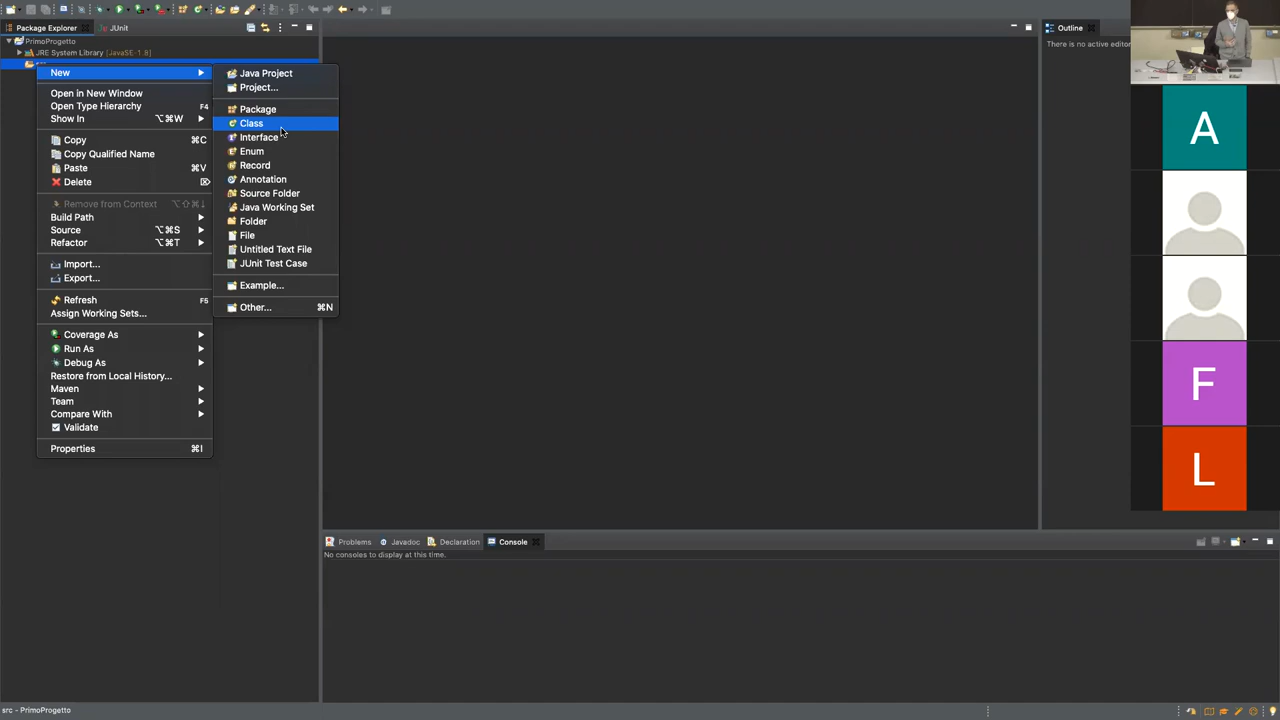 Package Explorer
JUnit
PrimoProgetto
JRE System Library [JavaSE-1.8]
New
Open in New Window
Open Type Hierarchy F4
Show In ⌥⌘W
Copy ⌘C
Copy Qualified Name
Paste ⌘V
Delete ⌦
Remove from Context ⌥⇧⌘↓
Build Path
Source ⌥⌘S
Refactor ⌥⌘T
Import...
Export...
Refresh F5
Assign Working Sets...
Coverage As
Run As
Debug As
Restore from Local History...
Maven
Team
Compare With
Validate
Properties ⌘I
Java Project
Project...
Package
Class
Interface
Enum
Record
Annotation
Source Folder
Java Working Set
Folder
File
Untitled Text File
JUnit Test Case
Example...
Other... ⌘N
Outline
There is no active editor
A
F
L
Problems
Javadoc
Declaration
Console
No consoles to display at this time.
src - PrimoProgetto